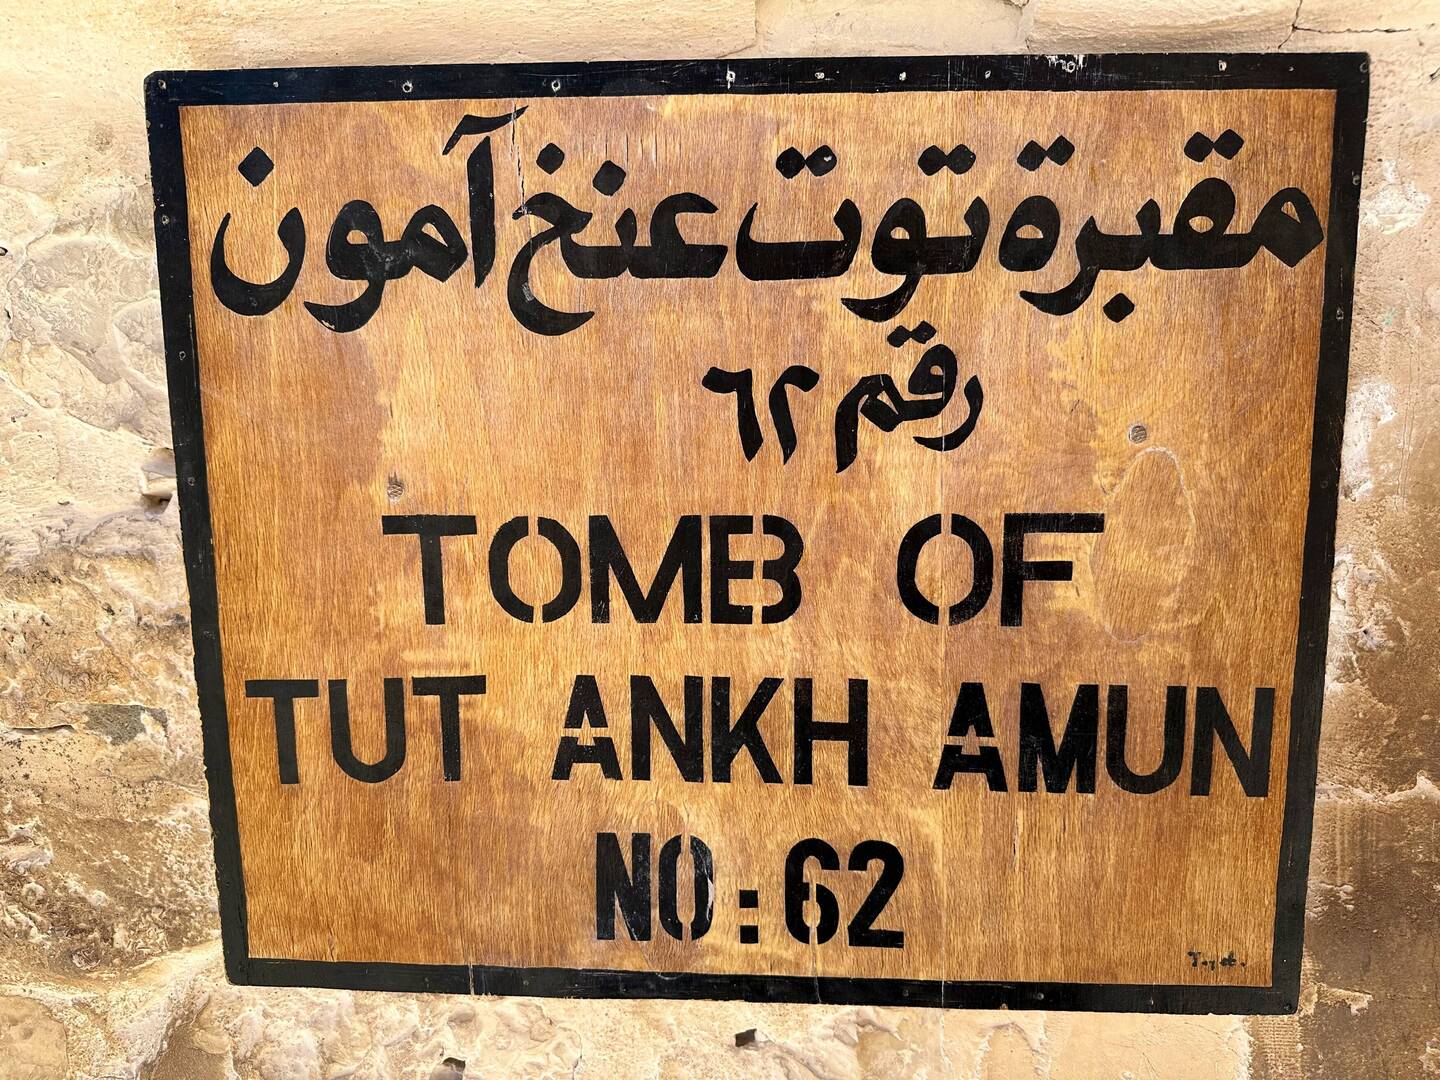 مقبرة توت عنخ آمون
رقم ٦٢
TOMB OF
TUT ANKH AMUN
NO:62